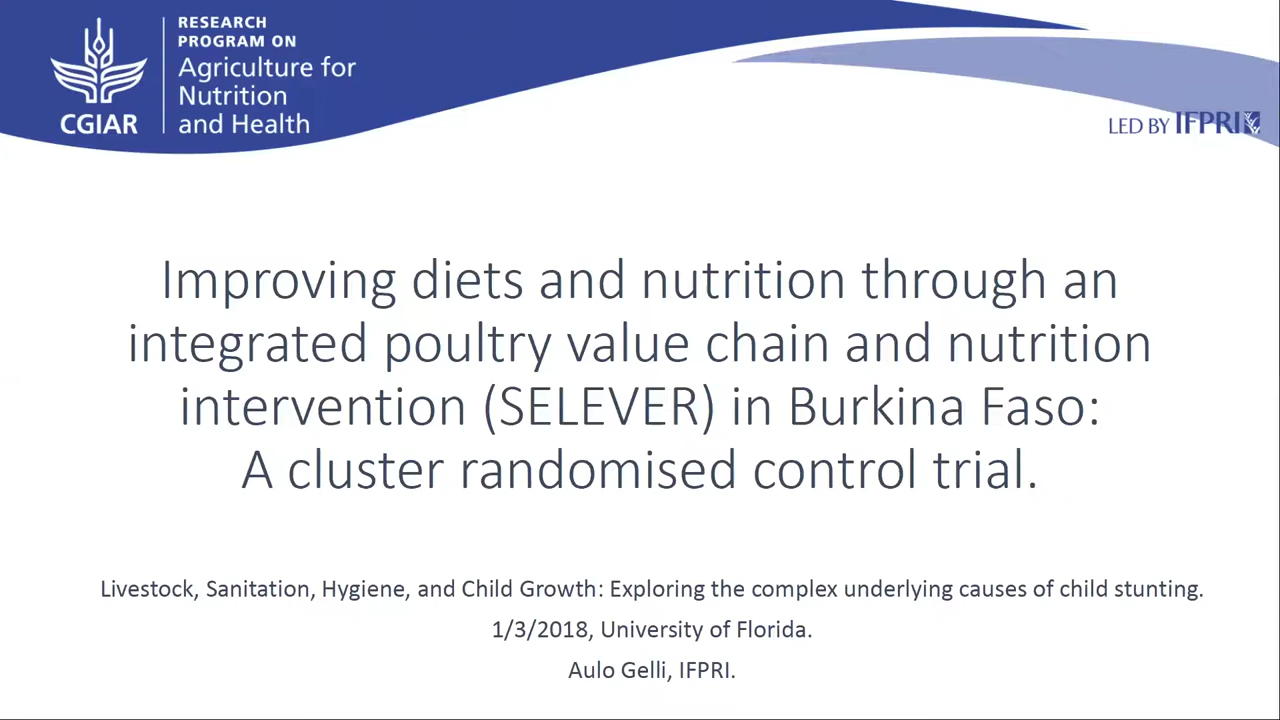 RESEARCH
PROGRAM ON
Agriculture for
Nutrition
and Health
CGIAR
LED BY IFPRI
Improving diets and nutrition through an
integrated poultry value chain and nutrition
intervention (SELEVER) in Burkina Faso:
A cluster randomised control trial.
Livestock, Sanitation, Hygiene, and Child Growth: Exploring the complex underlying causes of child stunting.
1/3/2018, University of Florida.
Aulo Gelli, IFPRI.